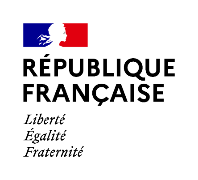 RÉPUBLIQUE
FRANÇAISE
Liberté
Égalité
Fraternité